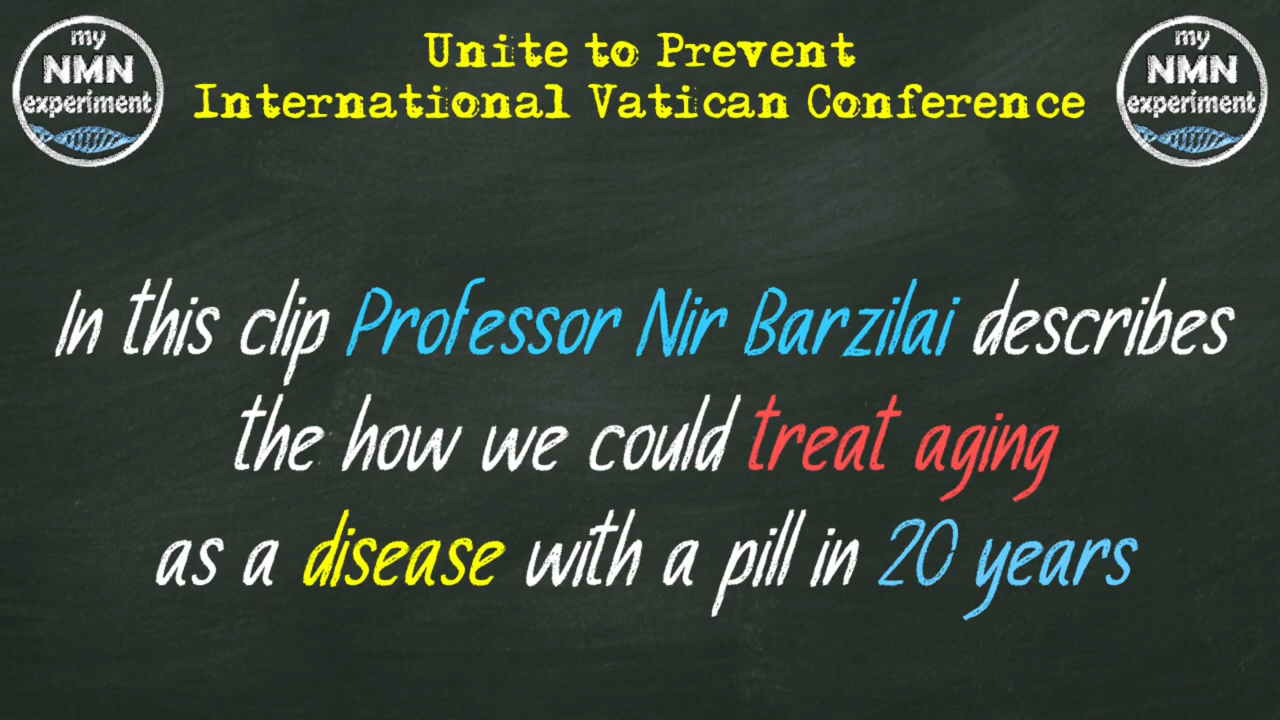 my
NMN
experiment
Unite to Prevent
International Vatican Conference
my
NMN
experiment
In this clip Professor Nir Barzilai describes
the how we could treat aging
as a disease with a pill in 20 years